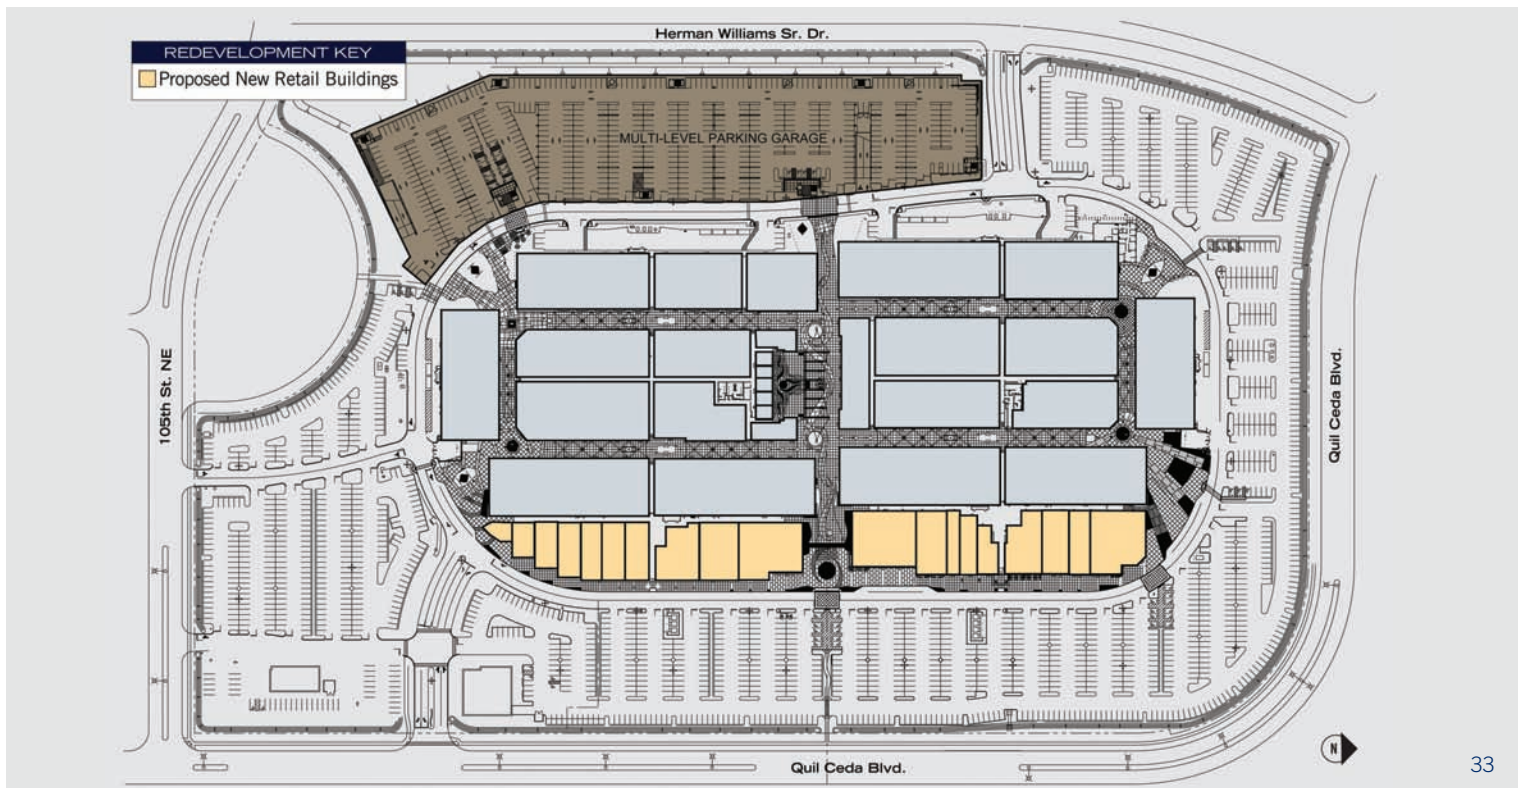 Herman Williams Sr. Dr.
REDEVELOPMENT KEY
Proposed New Retail Buildings
MULTI-LEVEL PARKING GARAGE
105th St. NE
Quil Ceda Blvd.
Quil Ceda Blvd.
N
33